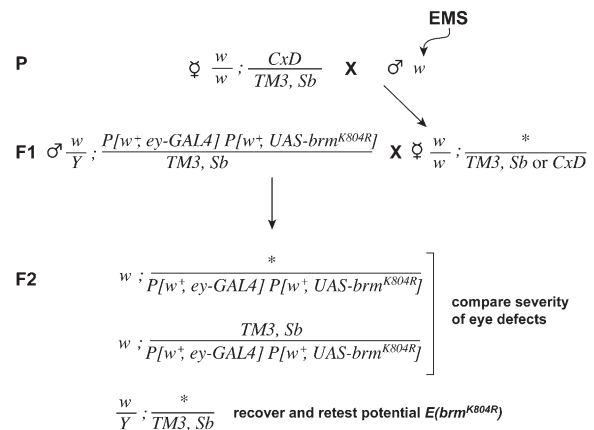 EMS
P ☿ w/w ; CxD/TM3, Sb X ♂ w
F1 ♂ w/Y ; P[w+, ey-GAL4] P[w+, UAS-brmK804R]/TM3, Sb X ☿ w/w ; */TM3, Sb or CxD
F2 w ; */P[w+, ey-GAL4] P[w+, UAS-brmK804R]
compare severity
of eye defects
w ; TM3, Sb/P[w+, ey-GAL4] P[w+, UAS-brmK804R]
w/Y ; */TM3, Sb recover and retest potential E(brmK804R)